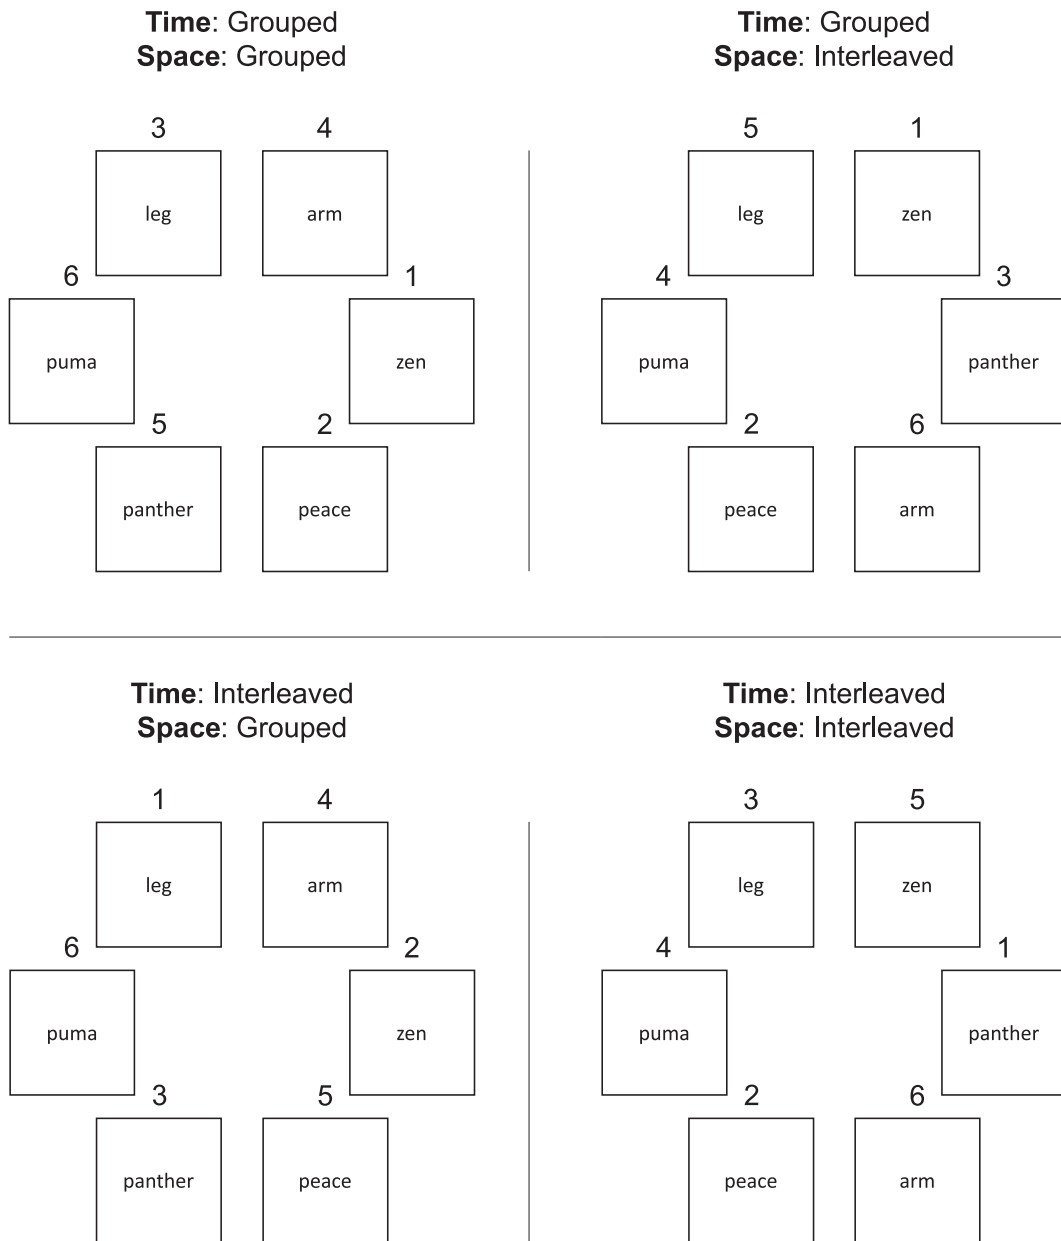 Time: Grouped
Space: Grouped
3 4
leg arm
6 1
puma zen
5 2
panther peace
Time: Grouped
Space: Interleaved
5 1
leg zen
4 3
puma panther
2 6
peace arm
Time: Interleaved
Space: Grouped
1 4
leg arm
6 2
puma zen
3 5
panther peace
Time: Interleaved
Space: Interleaved
3 5
leg zen
4 1
puma panther
2 6
peace arm